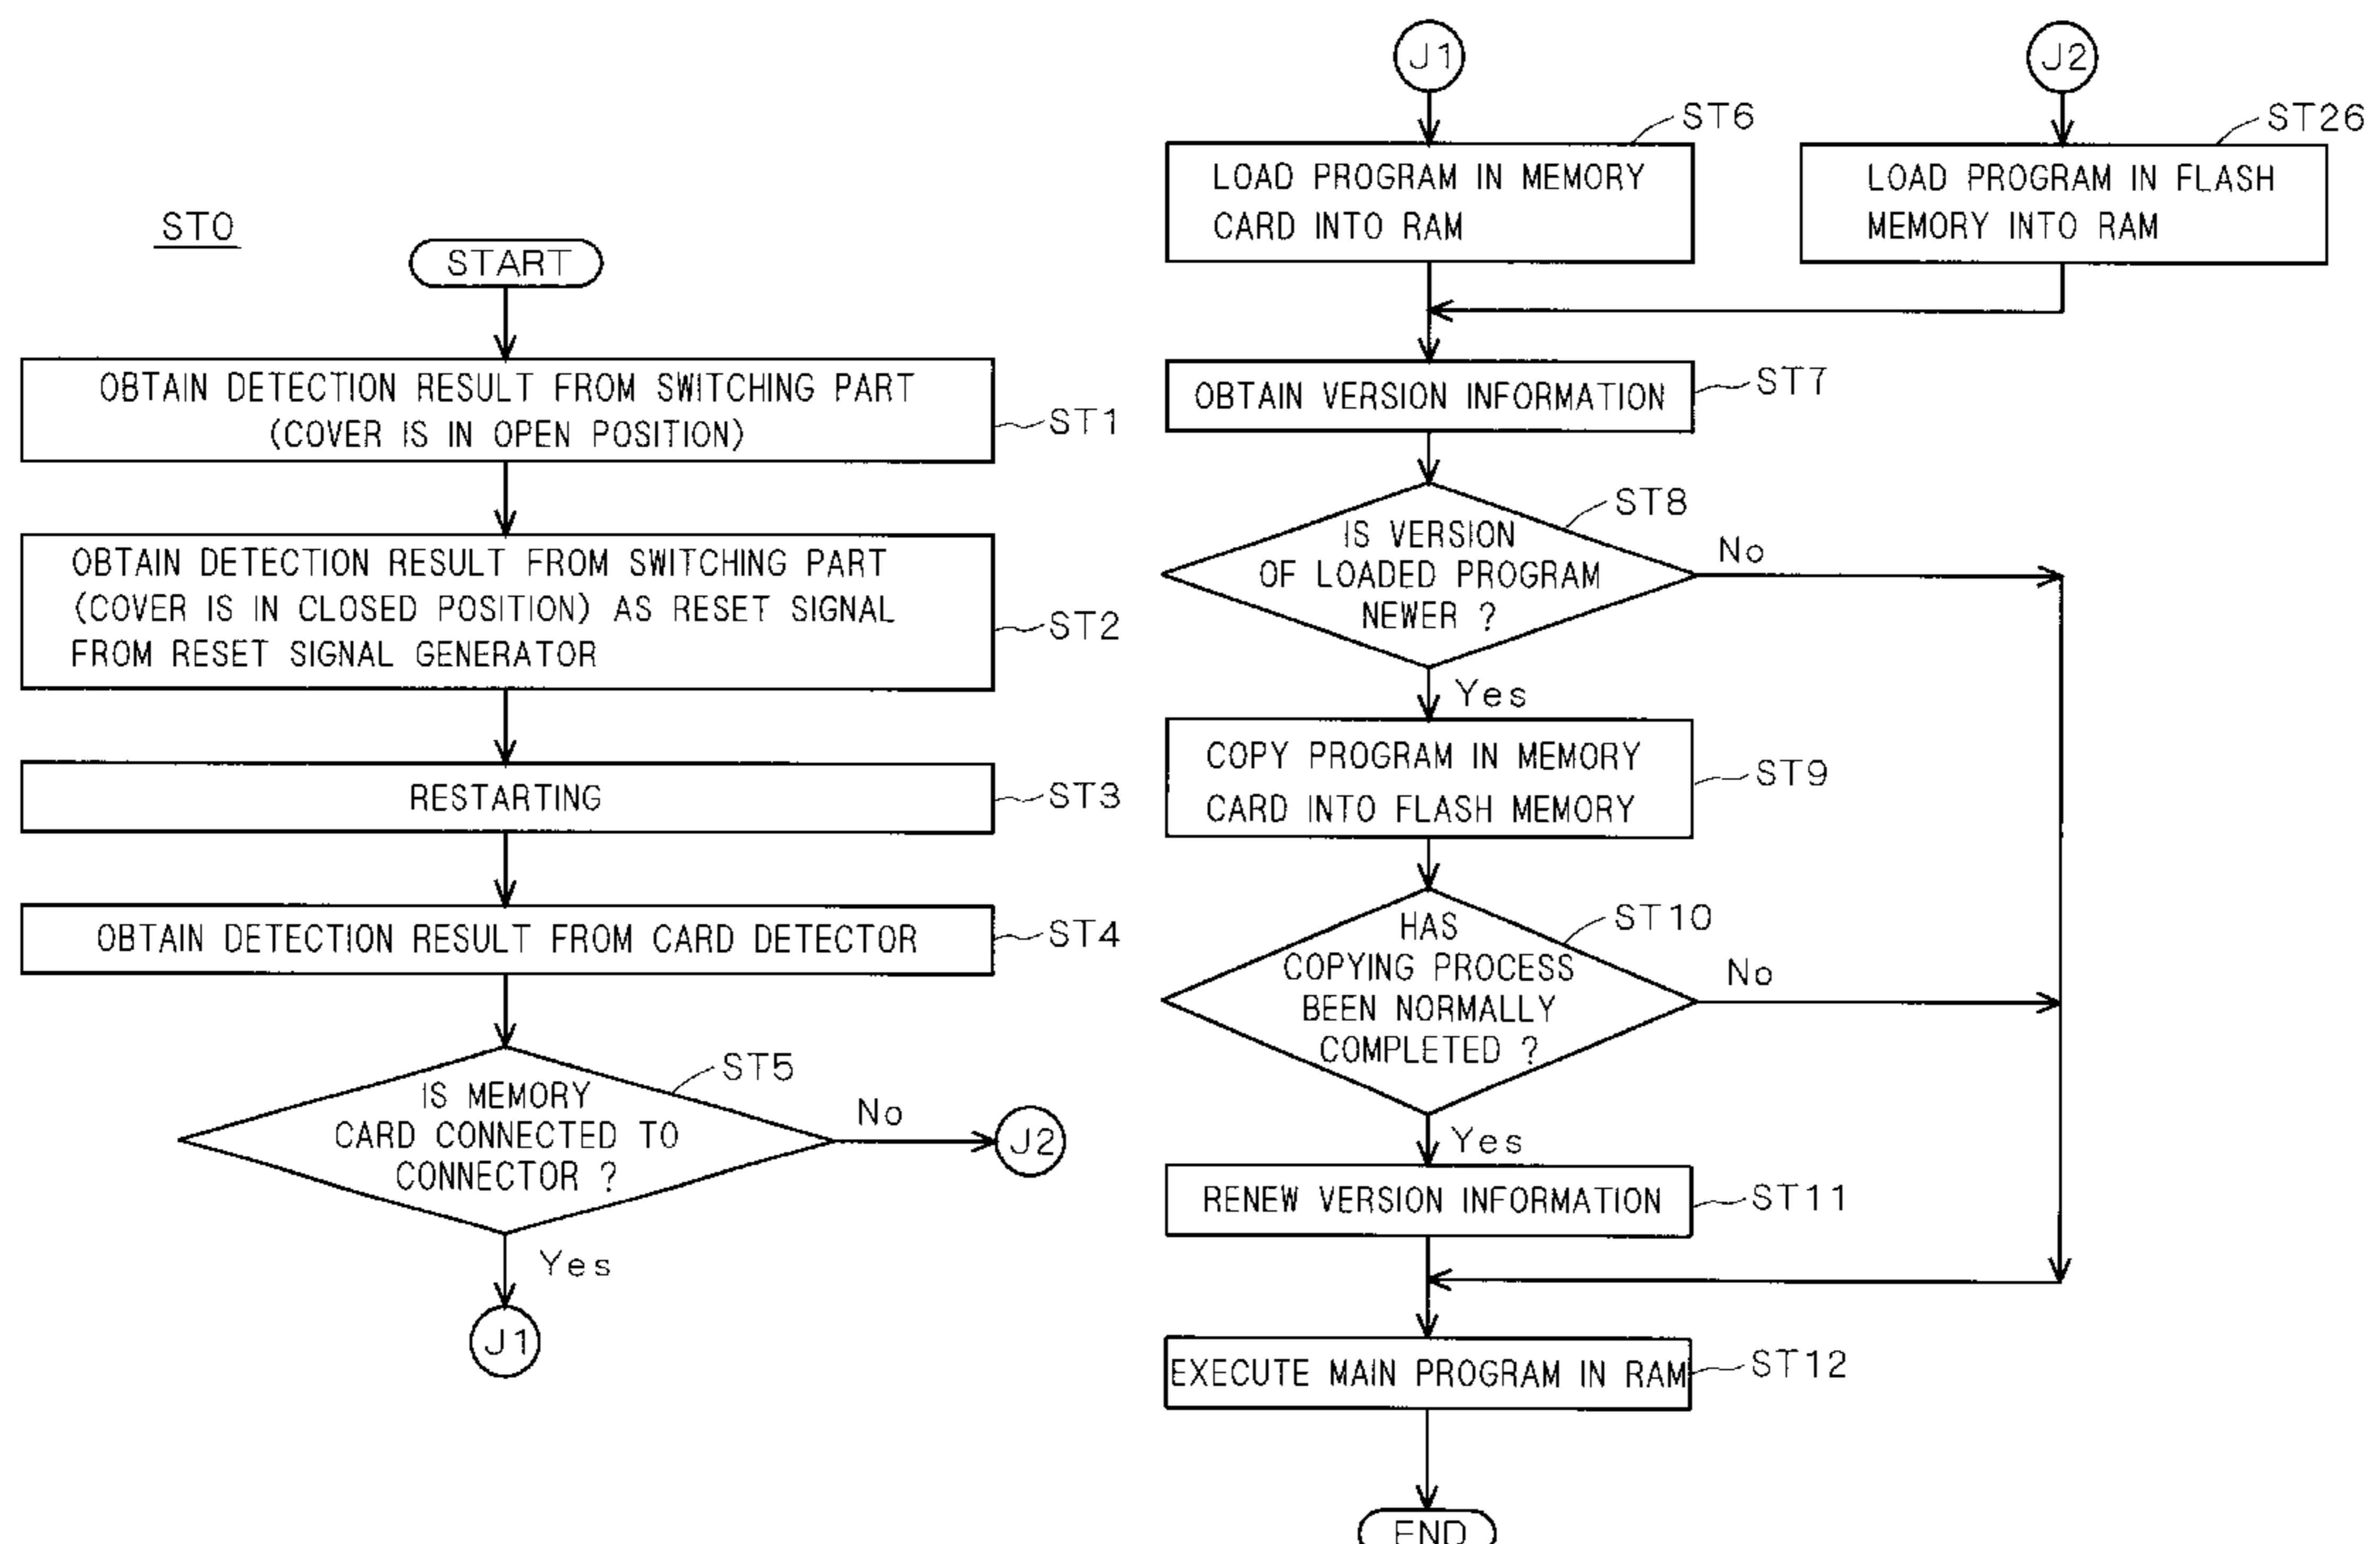 ST0
START
OBTAIN DETECTION RESULT FROM SWITCHING PART
(COVER IS IN OPEN POSITION)
ST1
OBTAIN DETECTION RESULT FROM SWITCHING PART
(COVER IS IN CLOSED POSITION) AS RESET SIGNAL
FROM RESET SIGNAL GENERATOR
ST2
RESTARTING
ST3
OBTAIN DETECTION RESULT FROM CARD DETECTOR
ST4
IS MEMORY
CARD CONNECTED TO
CONNECTOR ?
ST5
No
J2
Yes
J1
J1
ST6
LOAD PROGRAM IN MEMORY
CARD INTO RAM
J2
ST26
LOAD PROGRAM IN FLASH
MEMORY INTO RAM
OBTAIN VERSION INFORMATION
ST7
IS VERSION
OF LOADED PROGRAM
NEWER ?
ST8
No
Yes
COPY PROGRAM IN MEMORY
CARD INTO FLASH MEMORY
ST9
HAS
COPYING PROCESS
BEEN NORMALLY
COMPLETED ?
ST10
No
Yes
RENEW VERSION INFORMATION
ST11
EXECUTE MAIN PROGRAM IN RAM
ST12
END